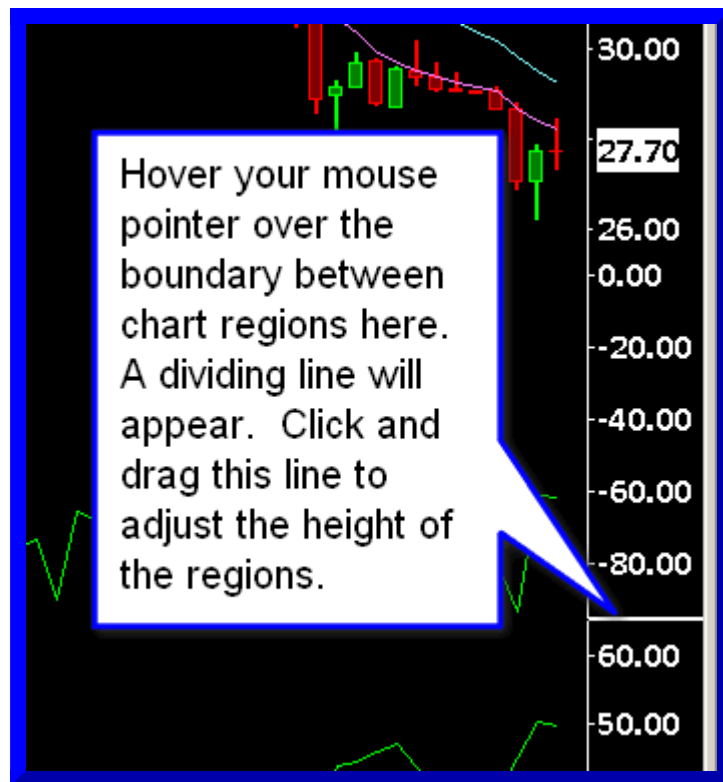 30.00
27.70
26.00
0.00
-20.00
-40.00
-60.00
-80.00
60.00
50.00
Hover your mouse
pointer over the
boundary between
chart regions here.
A dividing line will
appear.  Click and
drag this line to
adjust the height of
the regions.